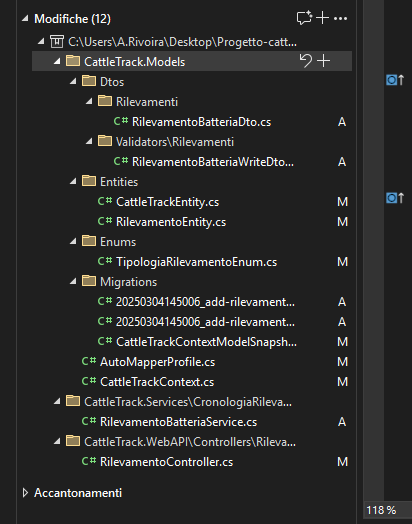 Modifiche (12)
C:\Users\A.Rivoira\Desktop\Progetto-catt...
CattleTrack.Models
Dtos
Rilevamenti
C# RilevamentoBatteriaDto.cs A
Validators\Rilevamenti
C# RilevamentoBatteriaWriteDto... A
Entities
C# CattleTrackEntity.cs M
C# RilevamentoEntity.cs M
Enums
C# TipologiaRilevamentoEnum.cs M
Migrations
C# 20250304145006_add-rilevament... A
C# 20250304145006_add-rilevament... A
C# CattleTrackContextModelSnapsh... M
C# AutoMapperProfile.cs M
C# CattleTrackContext.cs M
CattleTrack.Services\CronologiaRileva...
C# RilevamentoBatteriaService.cs A
CattleTrack.WebAPI\Controllers\Rileva...
C# RilevamentoController.cs M
Accantonamenti
118 %